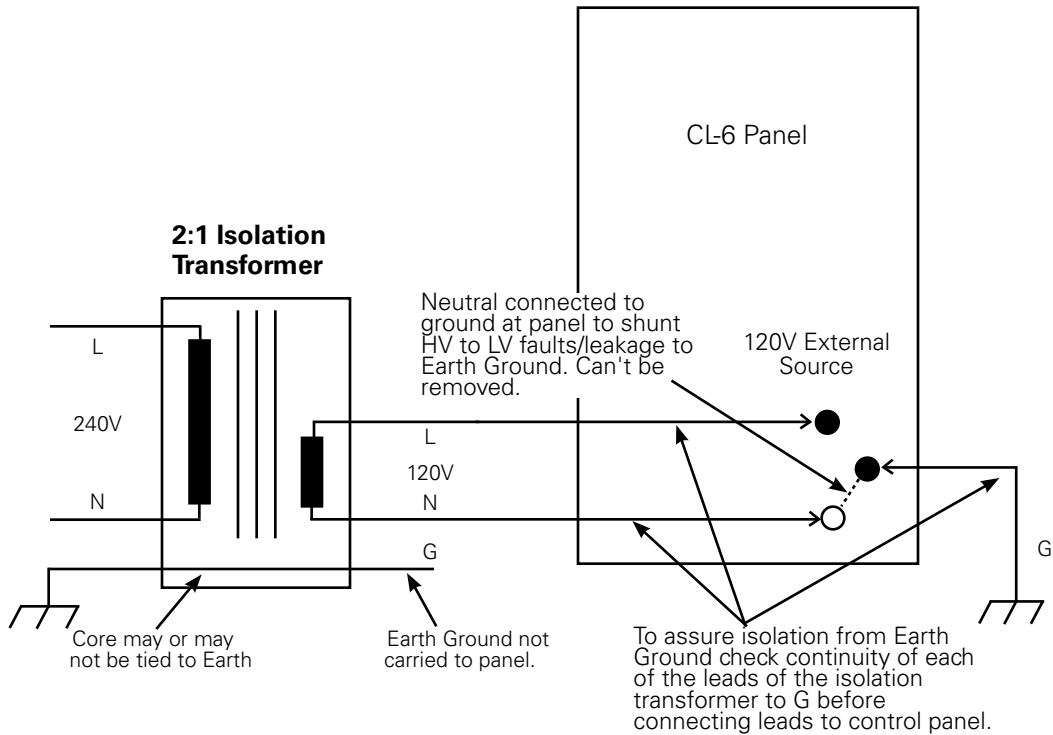 CL-6 Panel
2:1 Isolation
Transformer
Neutral connected to
ground at panel to shunt
HV to LV faults/leakage to
Earth Ground. Can't be
removed.
120V External
Source
L
240V
N
L
120V
N
G
G
Core may or may
not be tied to Earth
Earth Ground not
carried to panel.
To assure isolation from Earth
Ground check continuity of each
of the leads of the isolation
transformer to G before
connecting leads to control panel.